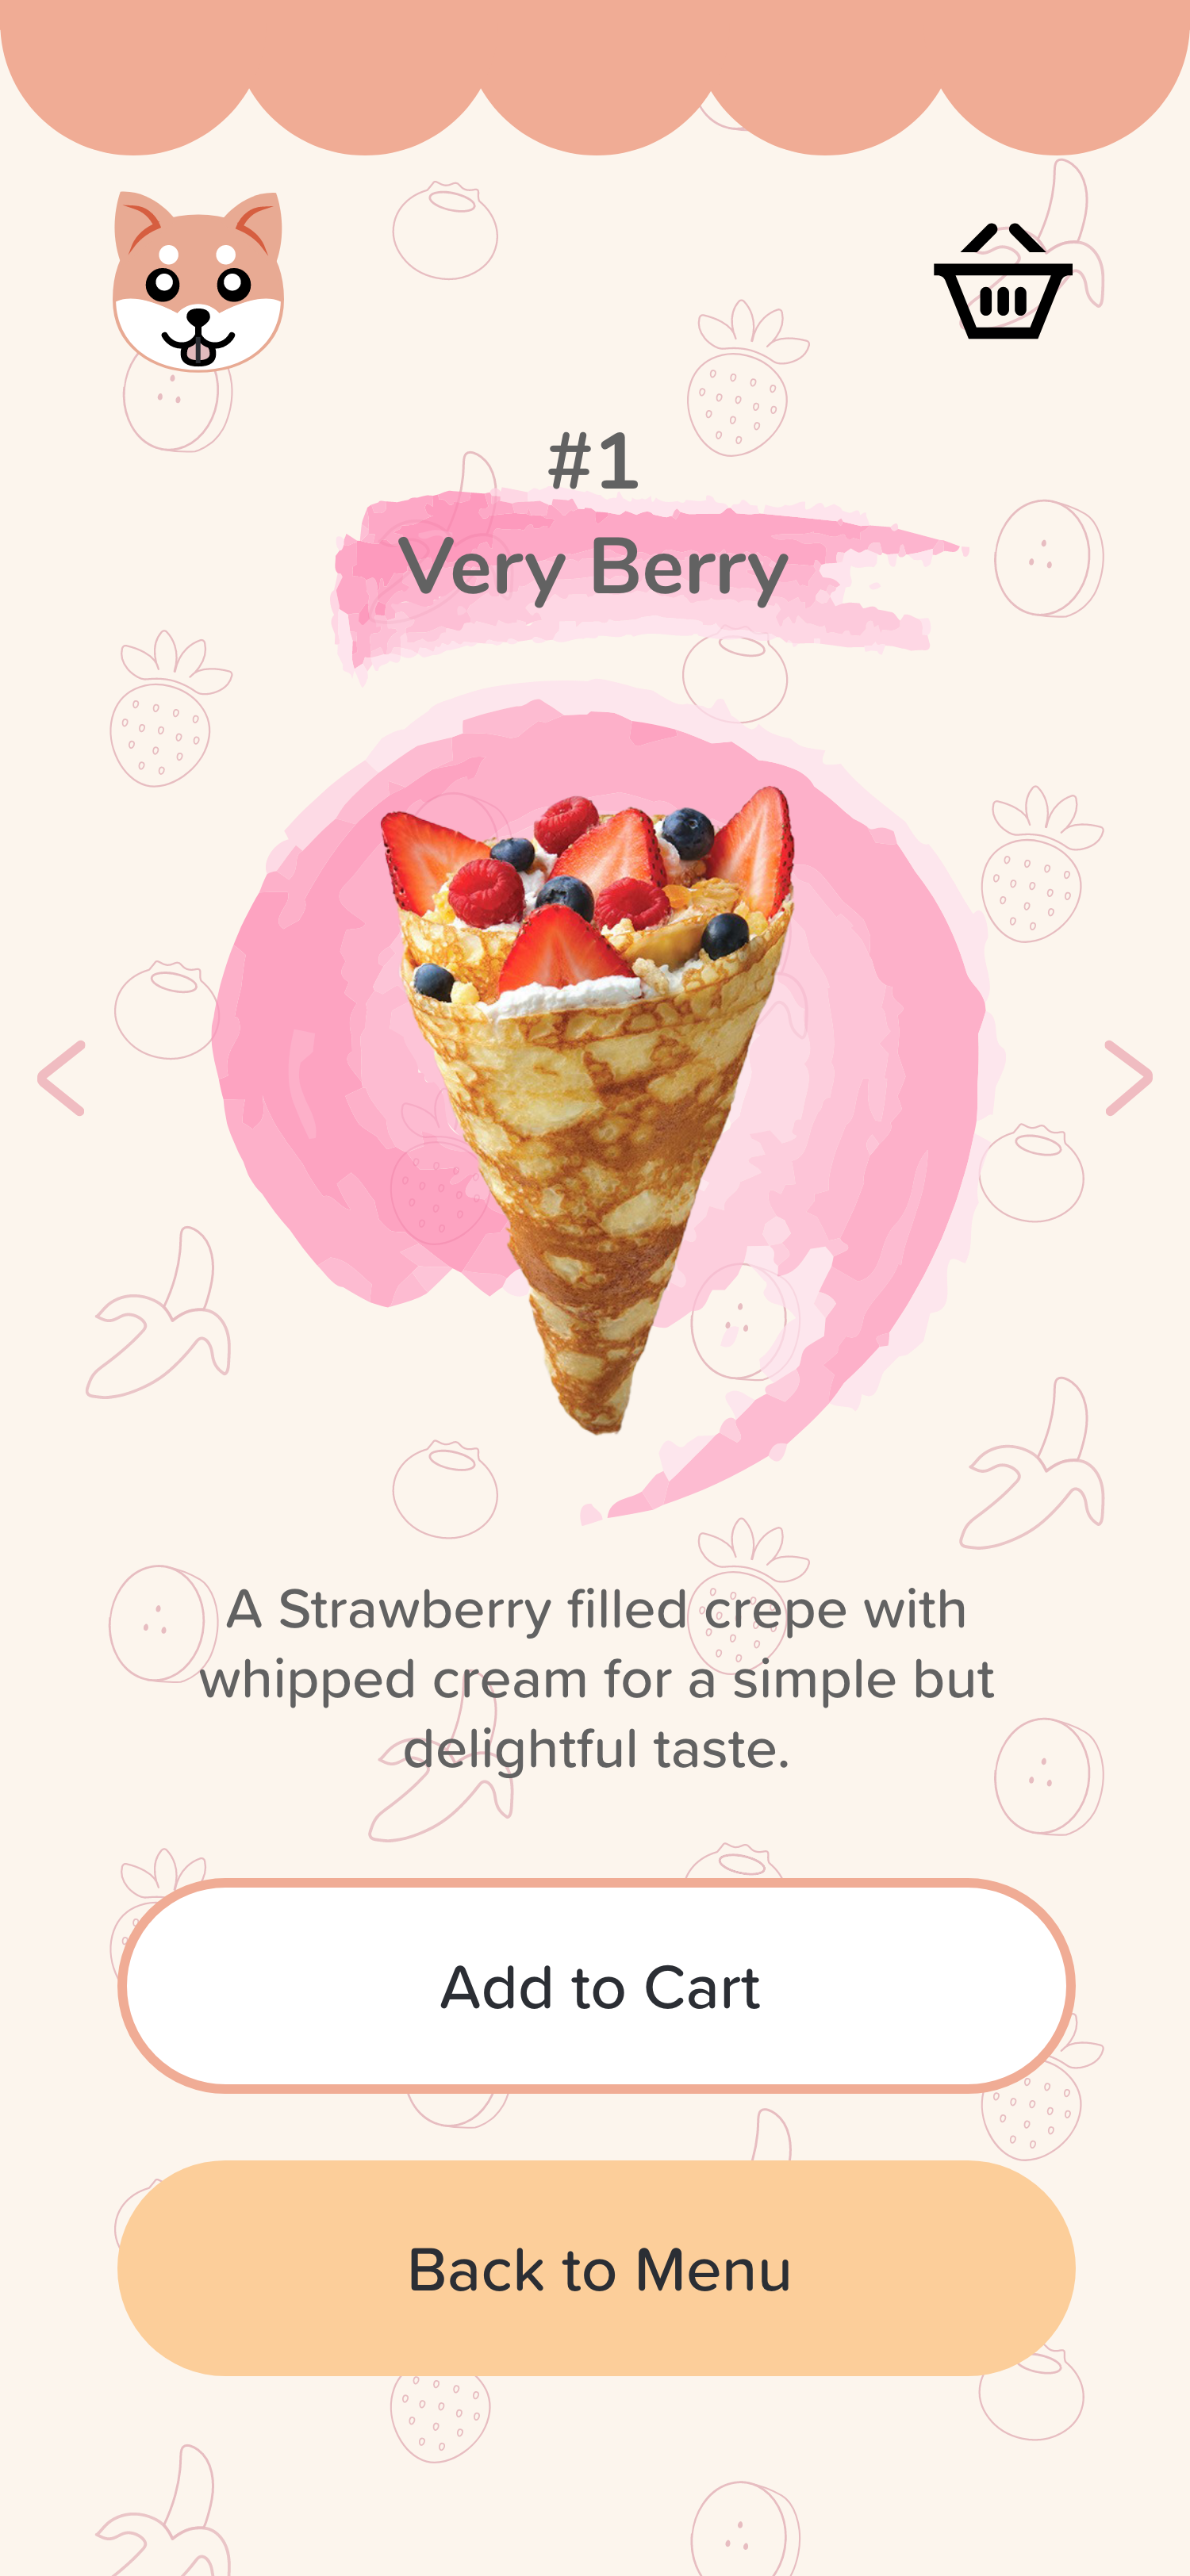 #1
Very Berry
A Strawberry filled crepe with
whipped cream for a simple but
delightful taste.
Add to Cart
Back to Menu